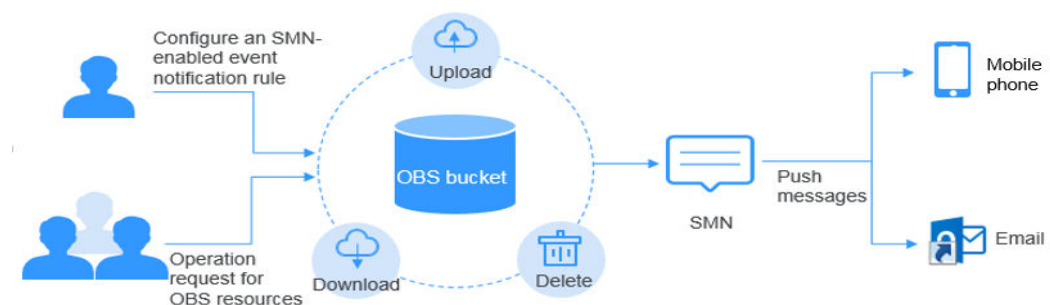 Configure an SMN-
enabled event
notification rule
Upload
OBS bucket
Download
Delete
Operation
request for
OBS resources
SMN
Push
messages
Mobile
phone
Email